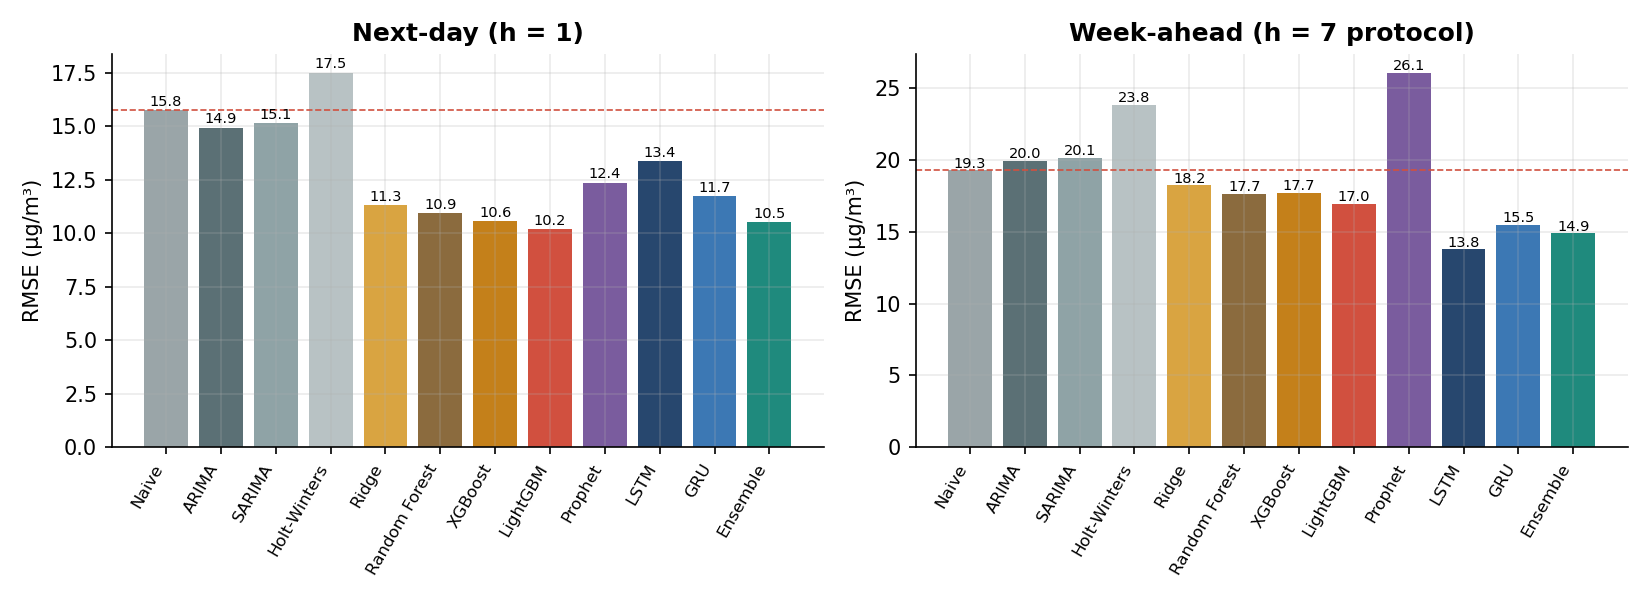 Next-day (h = 1)
RMSE (µg/m³)
17.5
15.0
12.5
10.0
7.5
5.0
2.5
0.0
15.8
14.9
15.1
17.5
11.3
10.9
10.6
10.2
12.4
13.4
11.7
10.5
Naive
ARIMA
SARIMA
Holt-Winters
Ridge
Random Forest
XGBoost
LightGBM
Prophet
LSTM
GRU
Ensemble
Week-ahead (h = 7 protocol)
RMSE (µg/m³)
25
20
15
10
5
0
19.3
20.0
20.1
23.8
18.2
17.7
17.7
17.0
26.1
13.8
15.5
14.9
Naive
ARIMA
SARIMA
Holt-Winters
Ridge
Random Forest
XGBoost
LightGBM
Prophet
LSTM
GRU
Ensemble